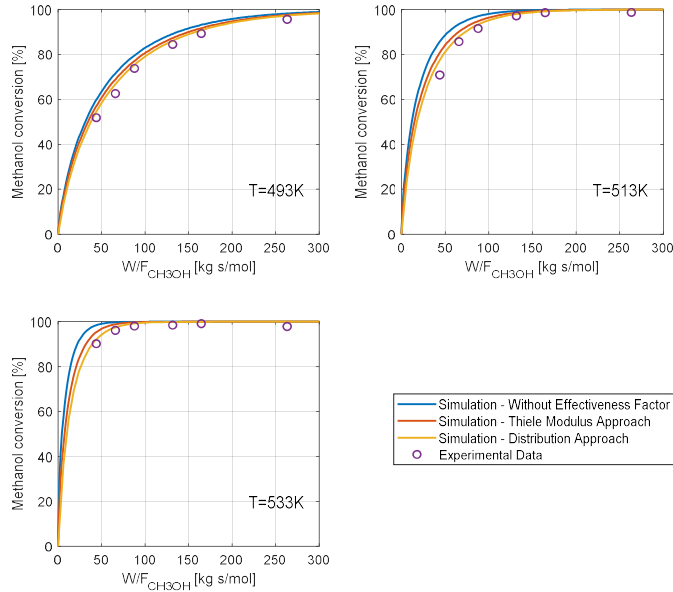 Methanol conversion [%]
100
80
60
40
20
0
T=493K
0 50 100 150 200 250 300
W/F_CH3OH [kg s/mol]
Methanol conversion [%]
100
80
60
40
20
0
T=513K
0 50 100 150 200 250 300
W/F_CH3OH [kg s/mol]
Methanol conversion [%]
100
80
60
40
20
0
T=533K
0 50 100 150 200 250 300
W/F_CH3OH [kg s/mol]
Simulation - Without Effectiveness Factor
Simulation - Thiele Modulus Approach
Simulation - Distribution Approach
Experimental Data